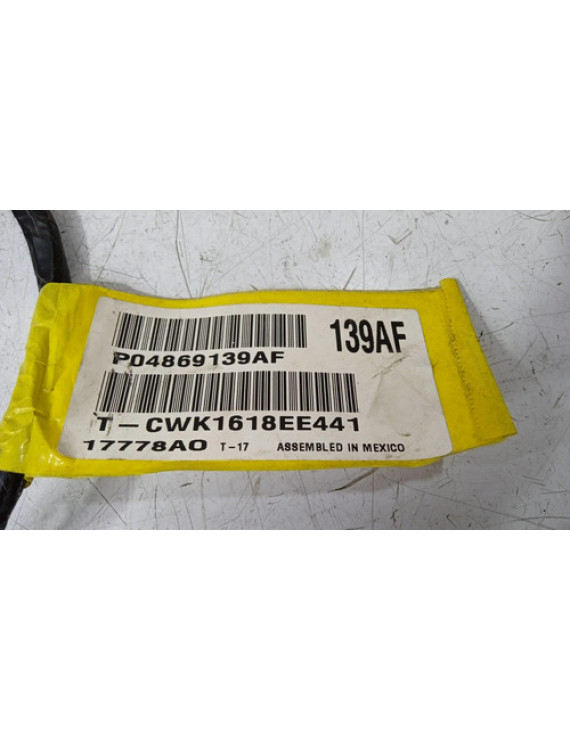 139AF
P04869139AF
T-CWK1618EE441
17778AO T-17 ASSEMBLED IN MEXICO